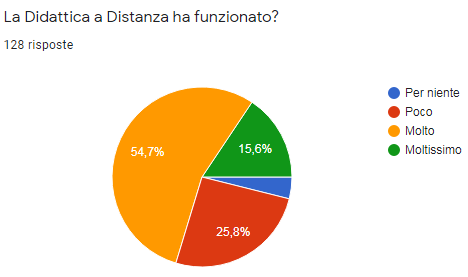 La Didattica a Distanza ha funzionato?
128 risposte
Per niente
Poco
Molto
Moltissimo
54,7%
15,6%
25,8%